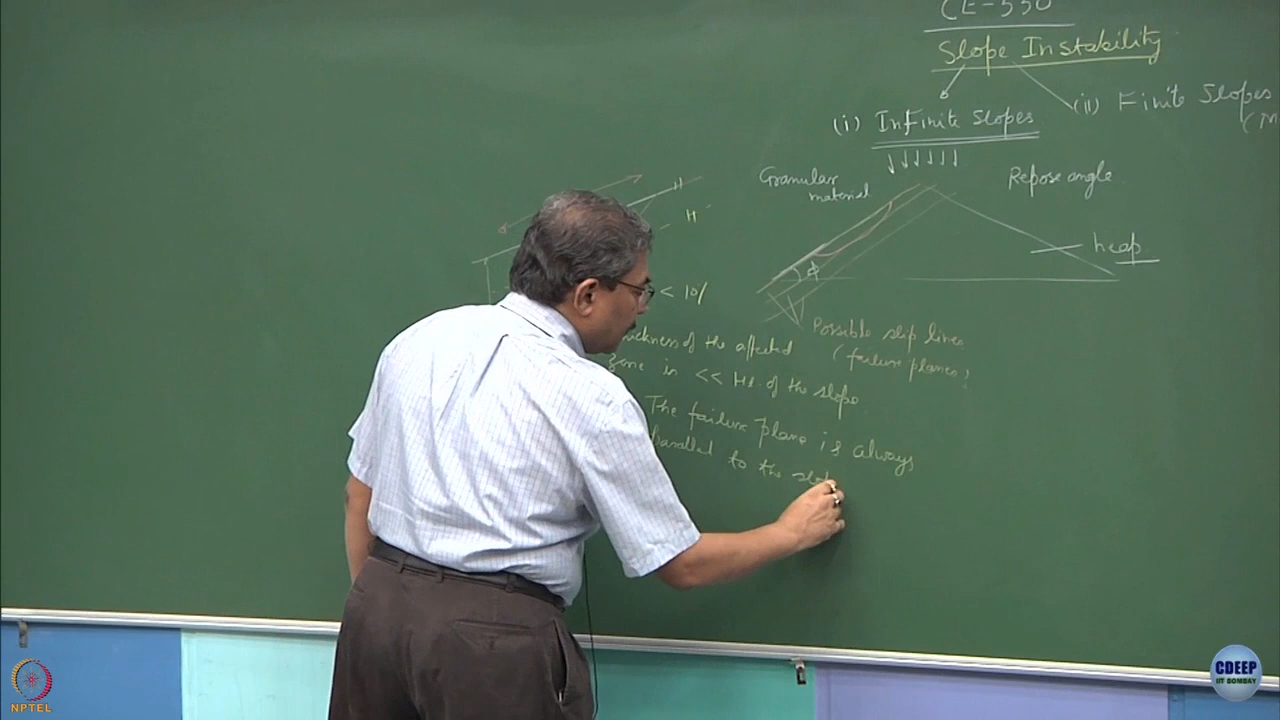 CE-550
Slope Instability
(i) Infinite Slopes
(ii) Finite Slopes
(M
Granular
material
Repose angle
H
H
heap
φ
< 10%
Possible slip lines
(failure planes)
ickness of the affected
zone is << Ht. of the slope
The failure plane is always
parallel to the slop
NPTEL
CDEEP
IIT BOMBAY